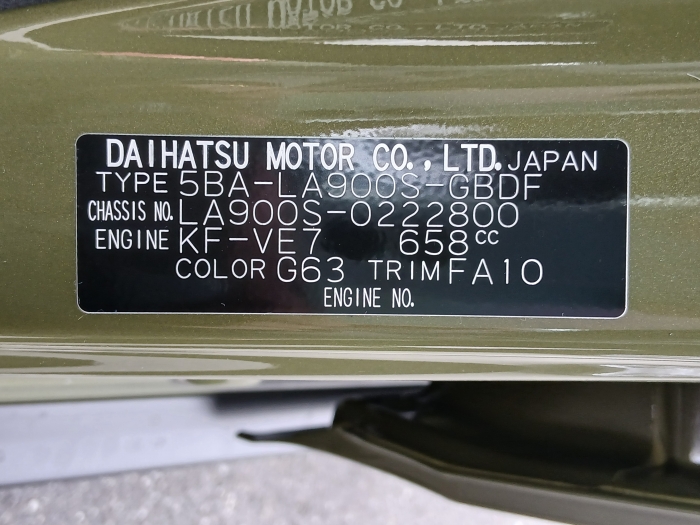 DAIHATSU MOTOR CO., LTD. JAPAN
TYPE 5BA-LA900S-GBDF
CHASSIS NO. LA900S-0222800
ENGINE KF-VE7 658cc
COLOR G63 TRIM FA10
ENGINE NO.